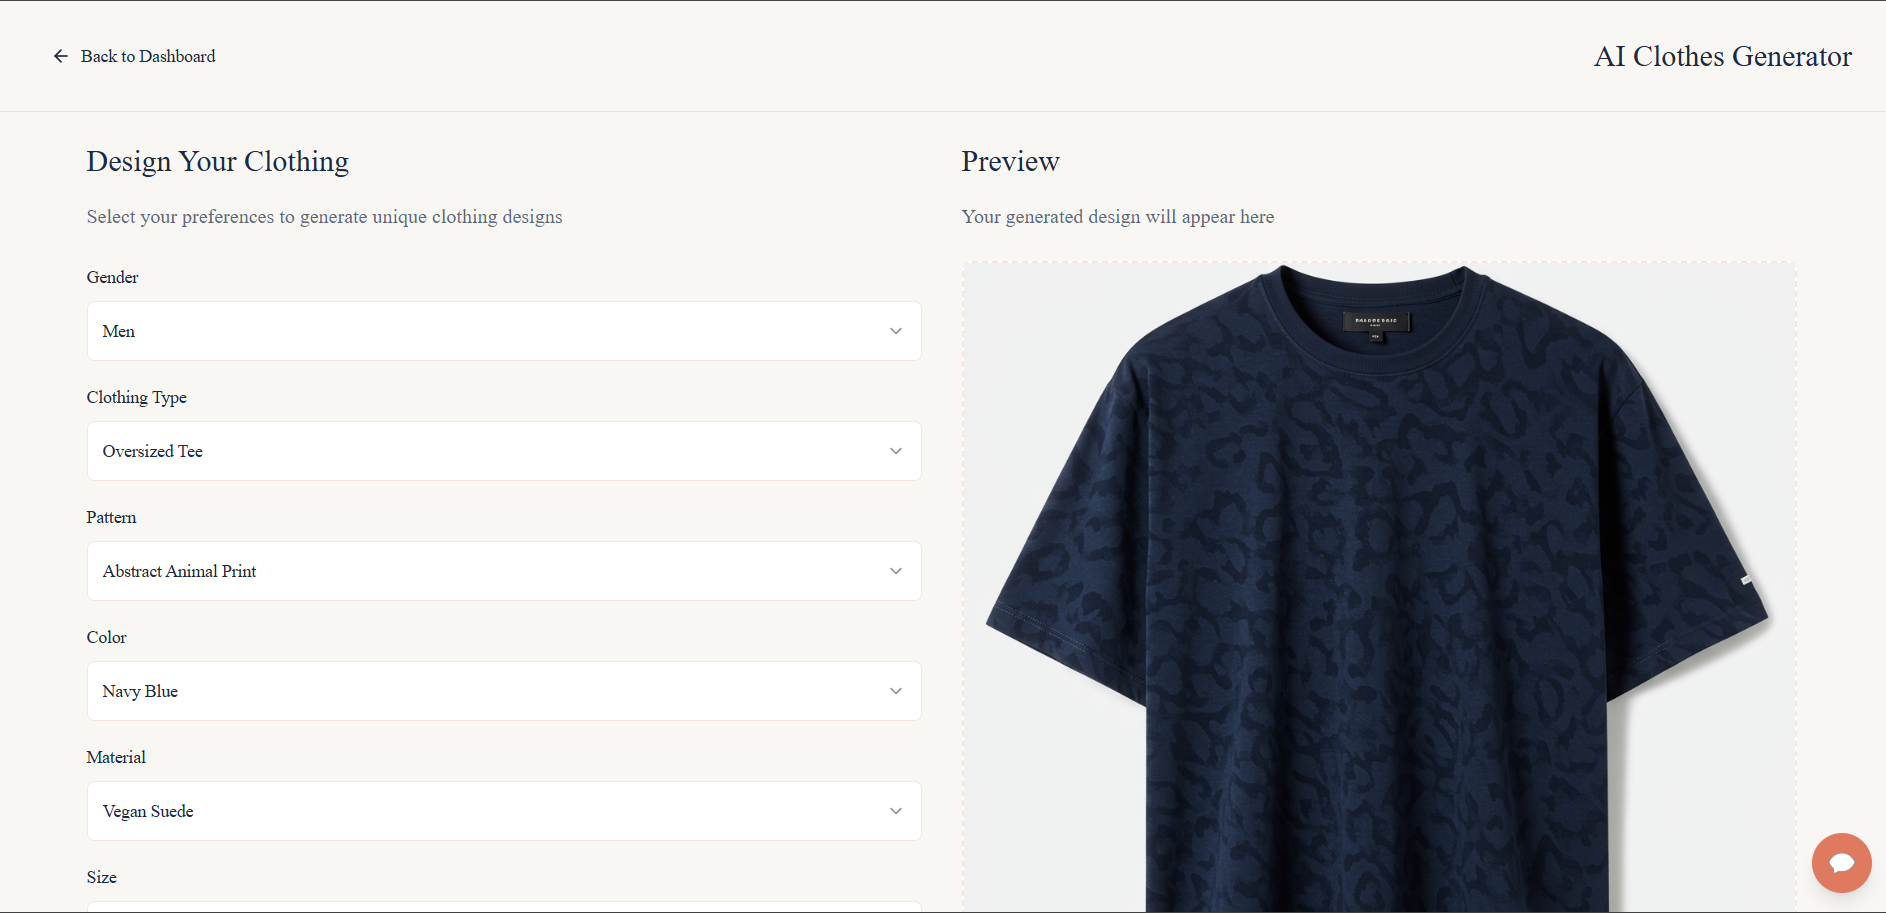 Back to Dashboard
AI Clothes Generator
Design Your Clothing
Select your preferences to generate unique clothing designs
Gender
Men
Clothing Type
Oversized Tee
Pattern
Abstract Animal Print
Color
Navy Blue
Material
Vegan Suede
Size
Preview
Your generated design will appear here